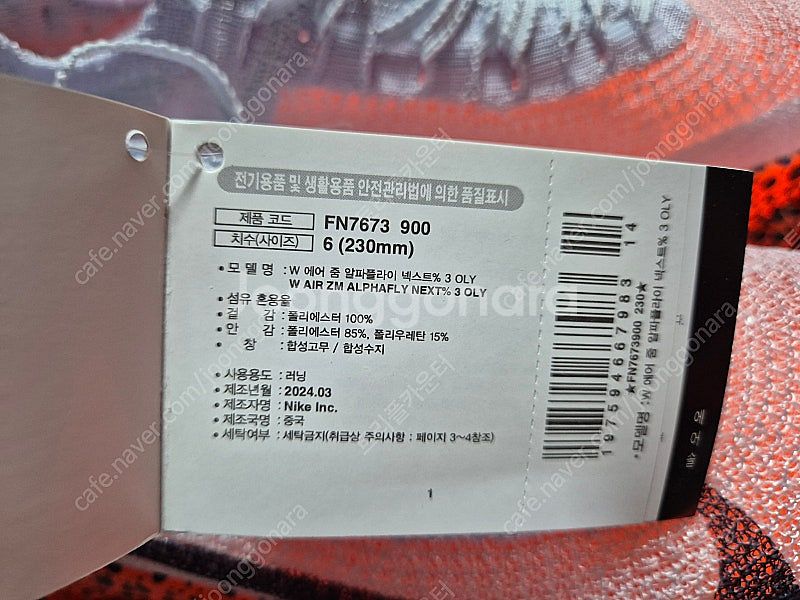 전기용품 및 생활용품 안전관리법에 의한 품질표시
제품 코드 FN7673 900
치수(사이즈) 6 (230mm)
• 모 델 명 : W 에어 줌 알파플라이 넥스트% 3 OLY
W AIR ZM ALPHAFLY NEXT% 3 OLY
• 섬유 혼용율
• 겉 감 : 폴리에스터 100%
• 안 감 : 폴리에스터 85%, 폴리우레탄 15%
• 창 : 합성고무 / 합성수지
• 사용용도 : 러닝
• 제조년월 : 2024.03
• 제조자명 : Nike Inc.
• 제조국명 : 중국
• 세탁여부 : 세탁금지(취급상 주의사항 : 페이지 3~4참조)
1
197594667983 14
★FN7673900 230★
모델명 : W 에어 줌 알파플라이 넥스트% 3 OLY
Joonggonara
cafe.naver.com/joonggonara